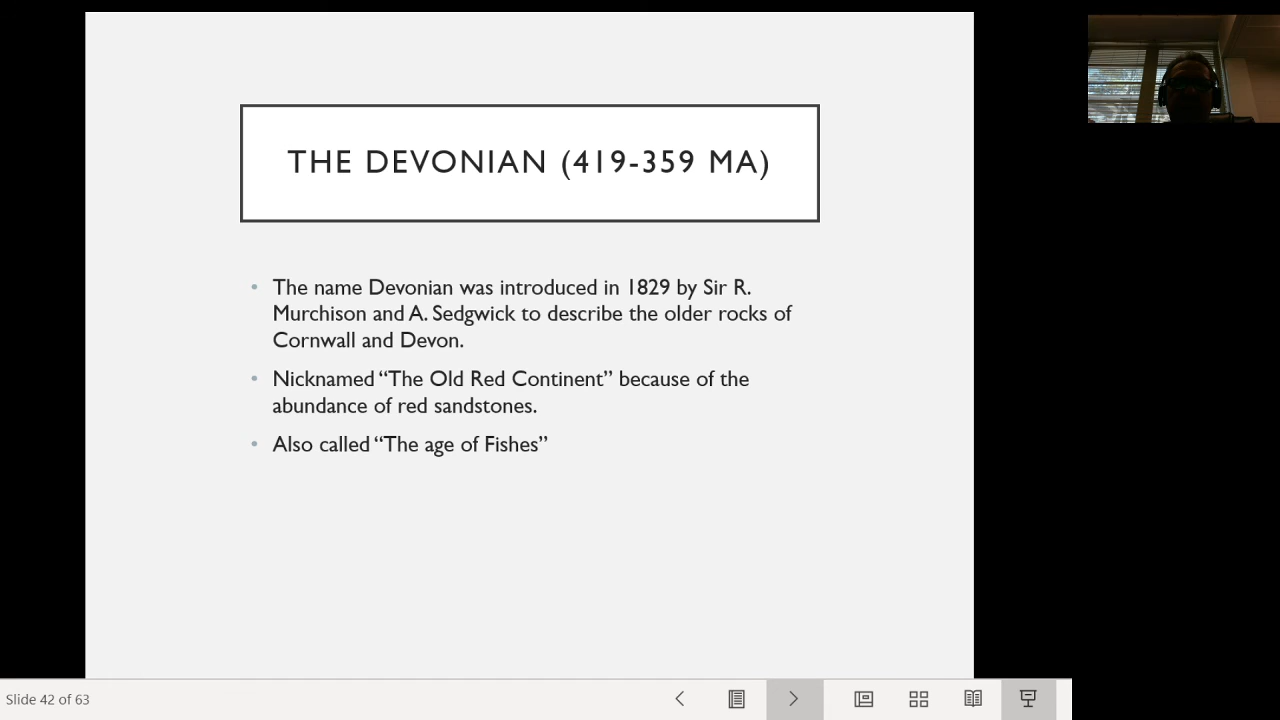 THE DEVONIAN (419-359 MA)
• The name Devonian was introduced in 1829 by Sir R.
Murchison and A. Sedgwick to describe the older rocks of
Cornwall and Devon.
• Nicknamed “The Old Red Continent” because of the
abundance of red sandstones.
• Also called “The age of Fishes”
Slide 42 of 63